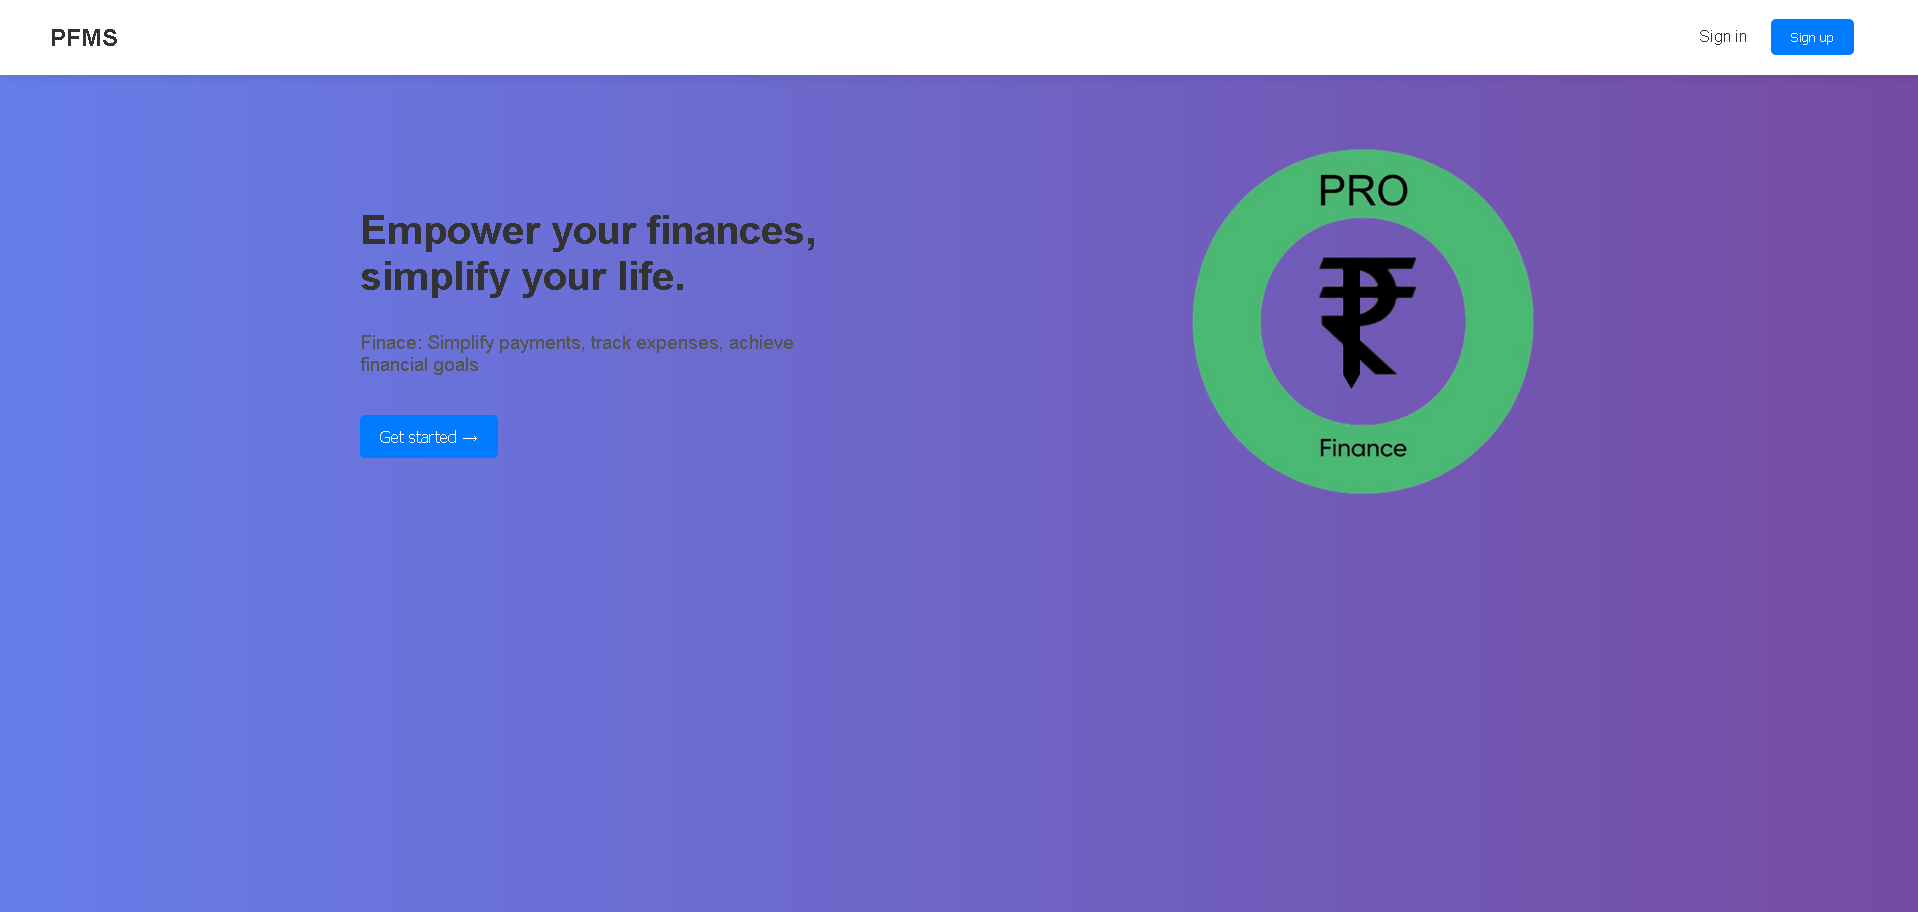 PFMS
Sign in
Sign up
Empower your finances,
simplify your life.
Finace: Simplify payments, track expenses, achieve
financial goals
Get started →
PRO
Finance